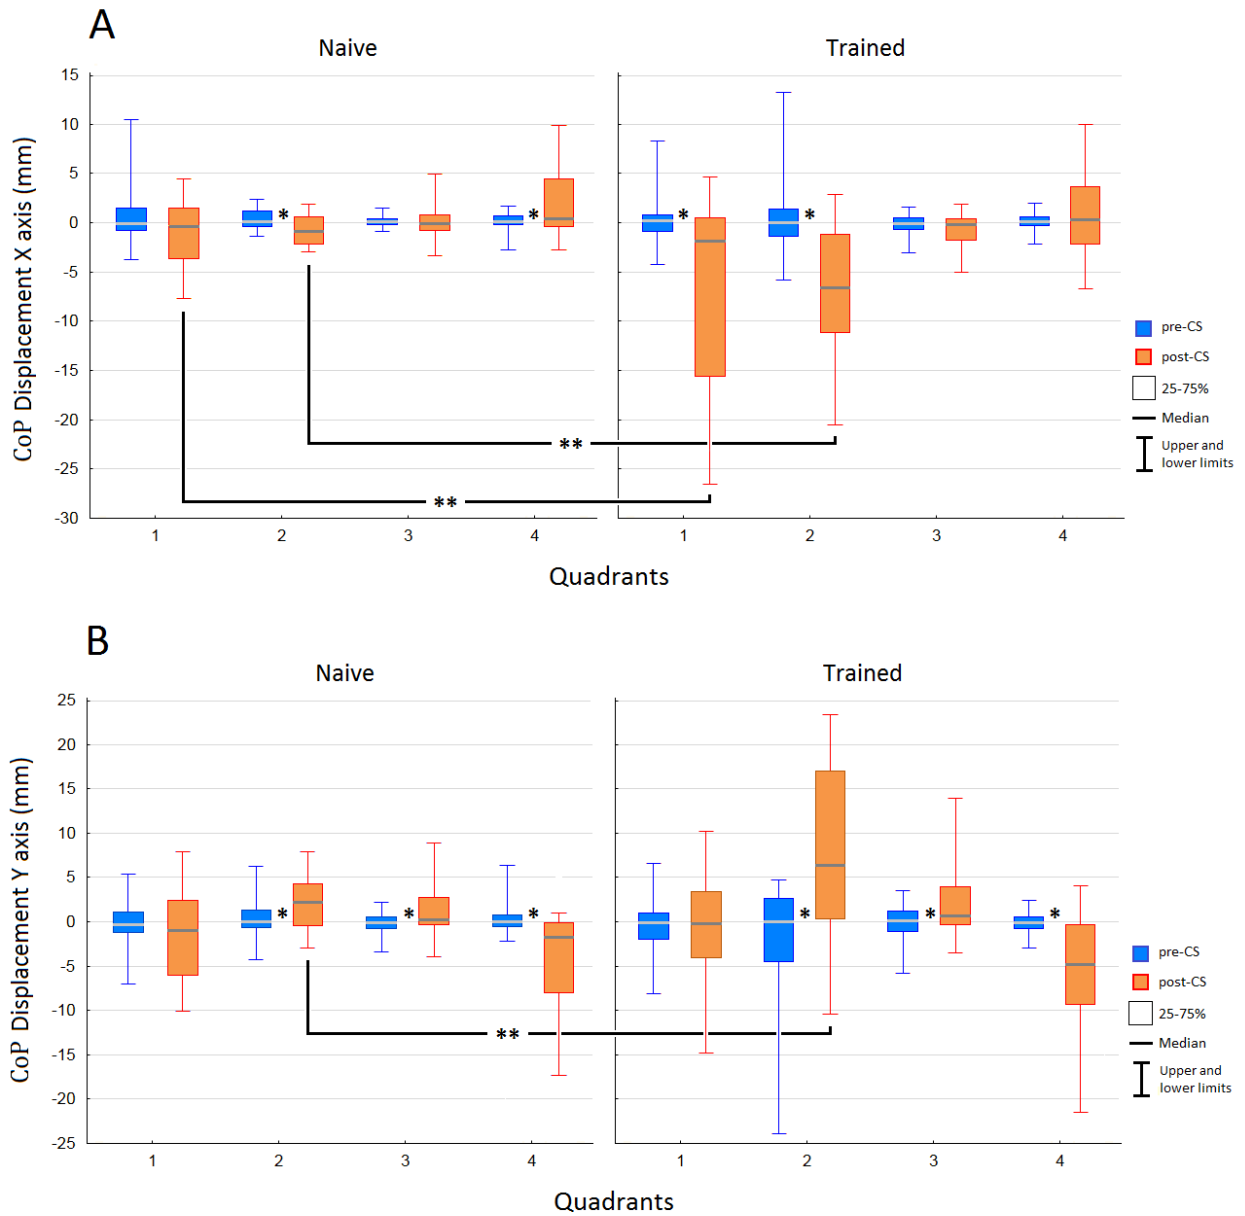 A
Naive Trained
CoP Displacement X axis (mm)
15
10
5
0
-5
-10
-15
-20
-25
-30
* * * *
**
**
1 2 3 4 1 2 3 4
Quadrants
pre-CS
post-CS
25-75%
Median
Upper and
lower limits
B
Naive Trained
CoP Displacement Y axis (mm)
25
20
15
10
5
0
-5
-10
-15
-20
-25
* * * * * *
**
1 2 3 4 1 2 3 4
Quadrants
pre-CS
post-CS
25-75%
Median
Upper and
lower limits